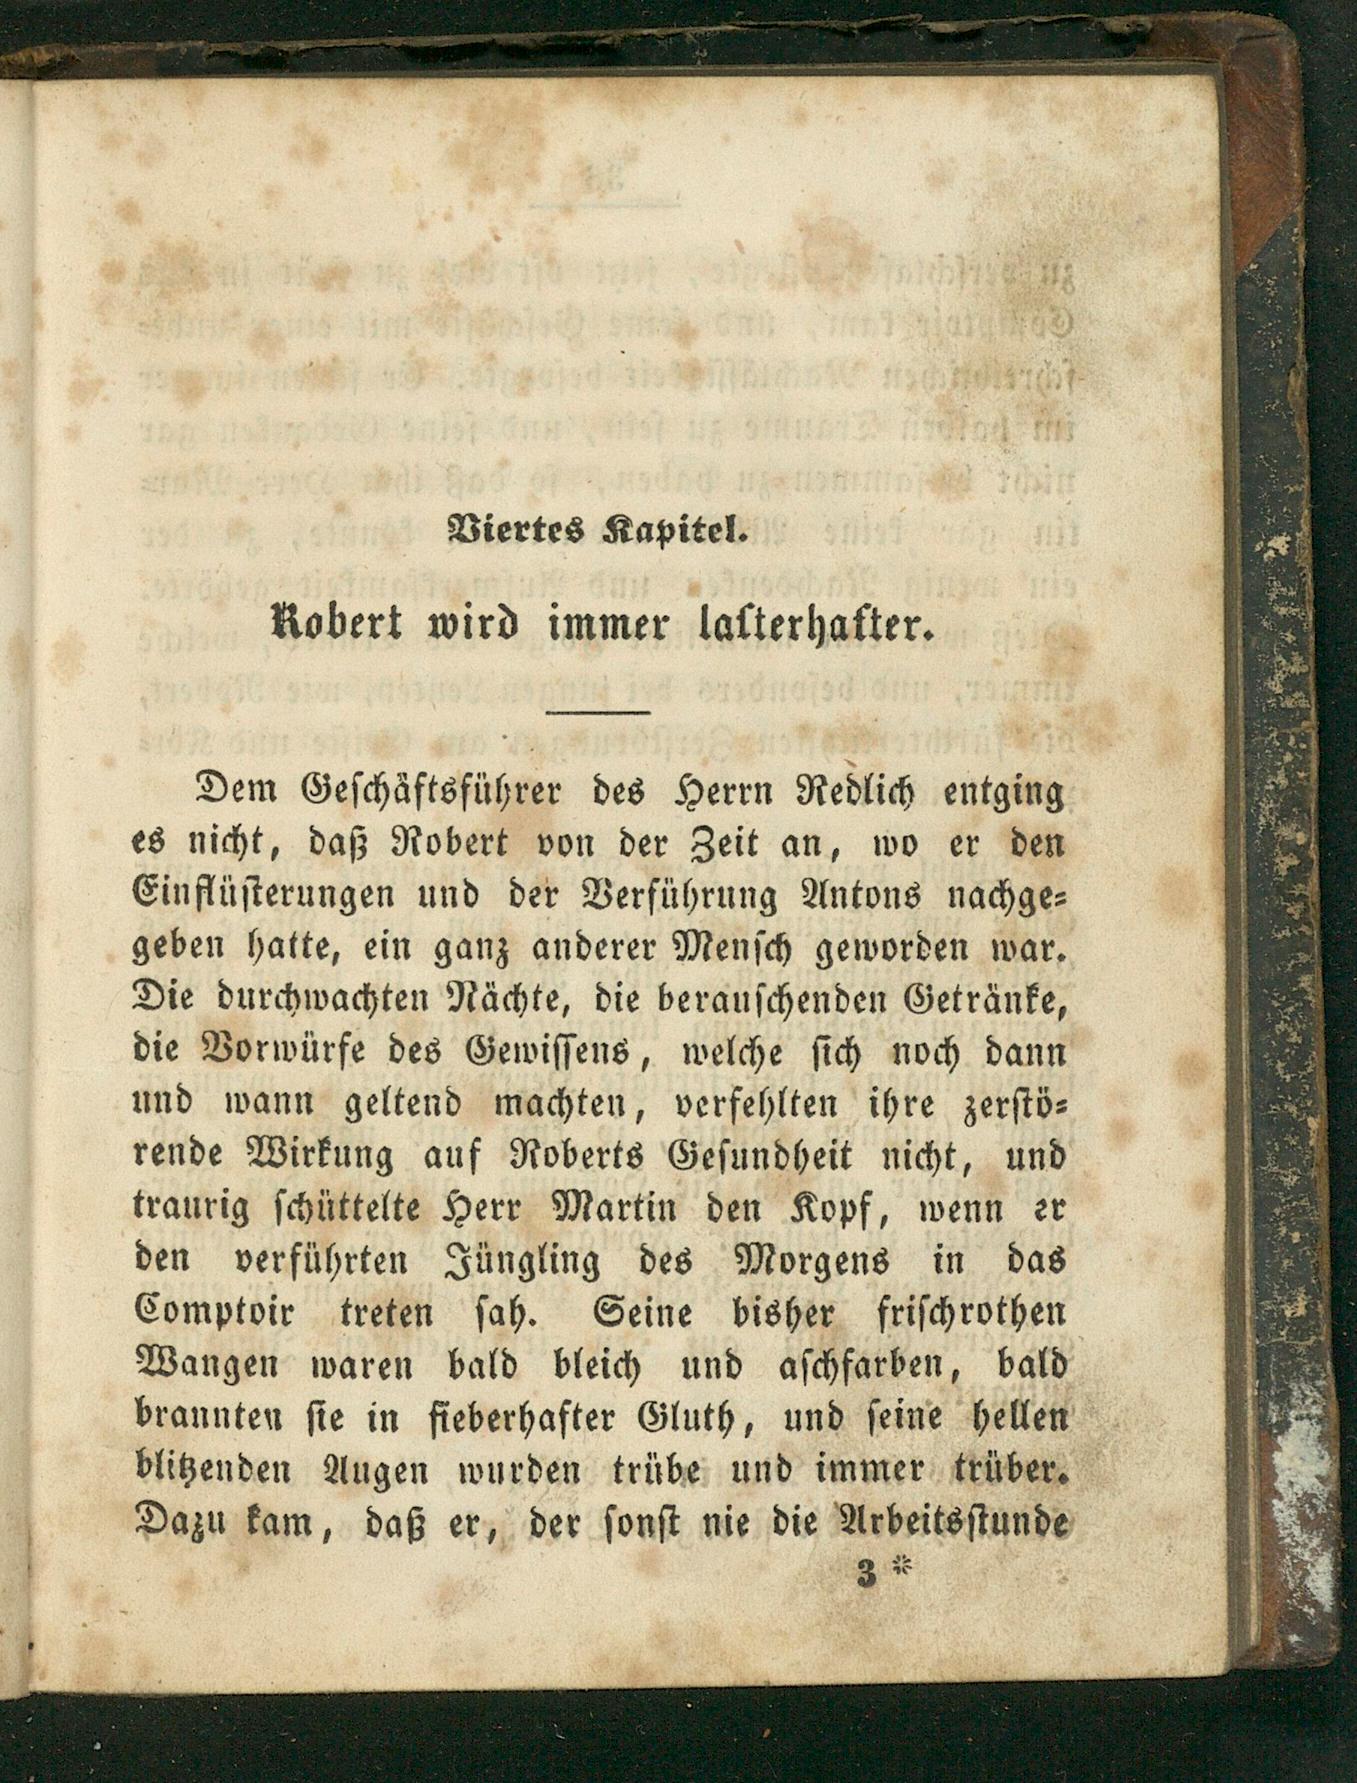 Viertes Kapitel.
Robert wird immer laſterhafter.
Dem Geſchäftsführer des Herrn Redlich entging
es nicht, daß Robert von der Zeit an, wo er den
Einflüſterungen und der Verführung Antons nachge⸗
geben hatte, ein ganz anderer Menſch geworden war.
Die durchwachten Nächte, die berauſchenden Getränke,
die Vorwürfe des Gewiſſens, welche ſich noch dann
und wann geltend machten, verfehlten ihre zerſtö⸗
rende Wirkung auf Roberts Geſundheit nicht, und
traurig ſchüttelte Herr Martin den Kopf, wenn er
den verführten Jüngling des Morgens in das
Comptoir treten ſah. Seine bisher friſchrothen
Wangen waren bald bleich und aſchfarben, bald
brannten ſie in fieberhafter Gluth, und ſeine hellen
blitzenden Augen wurden trübe und immer trüber.
Dazu kam, daß er, der ſonſt nie die Arbeitsſtunde
3 *